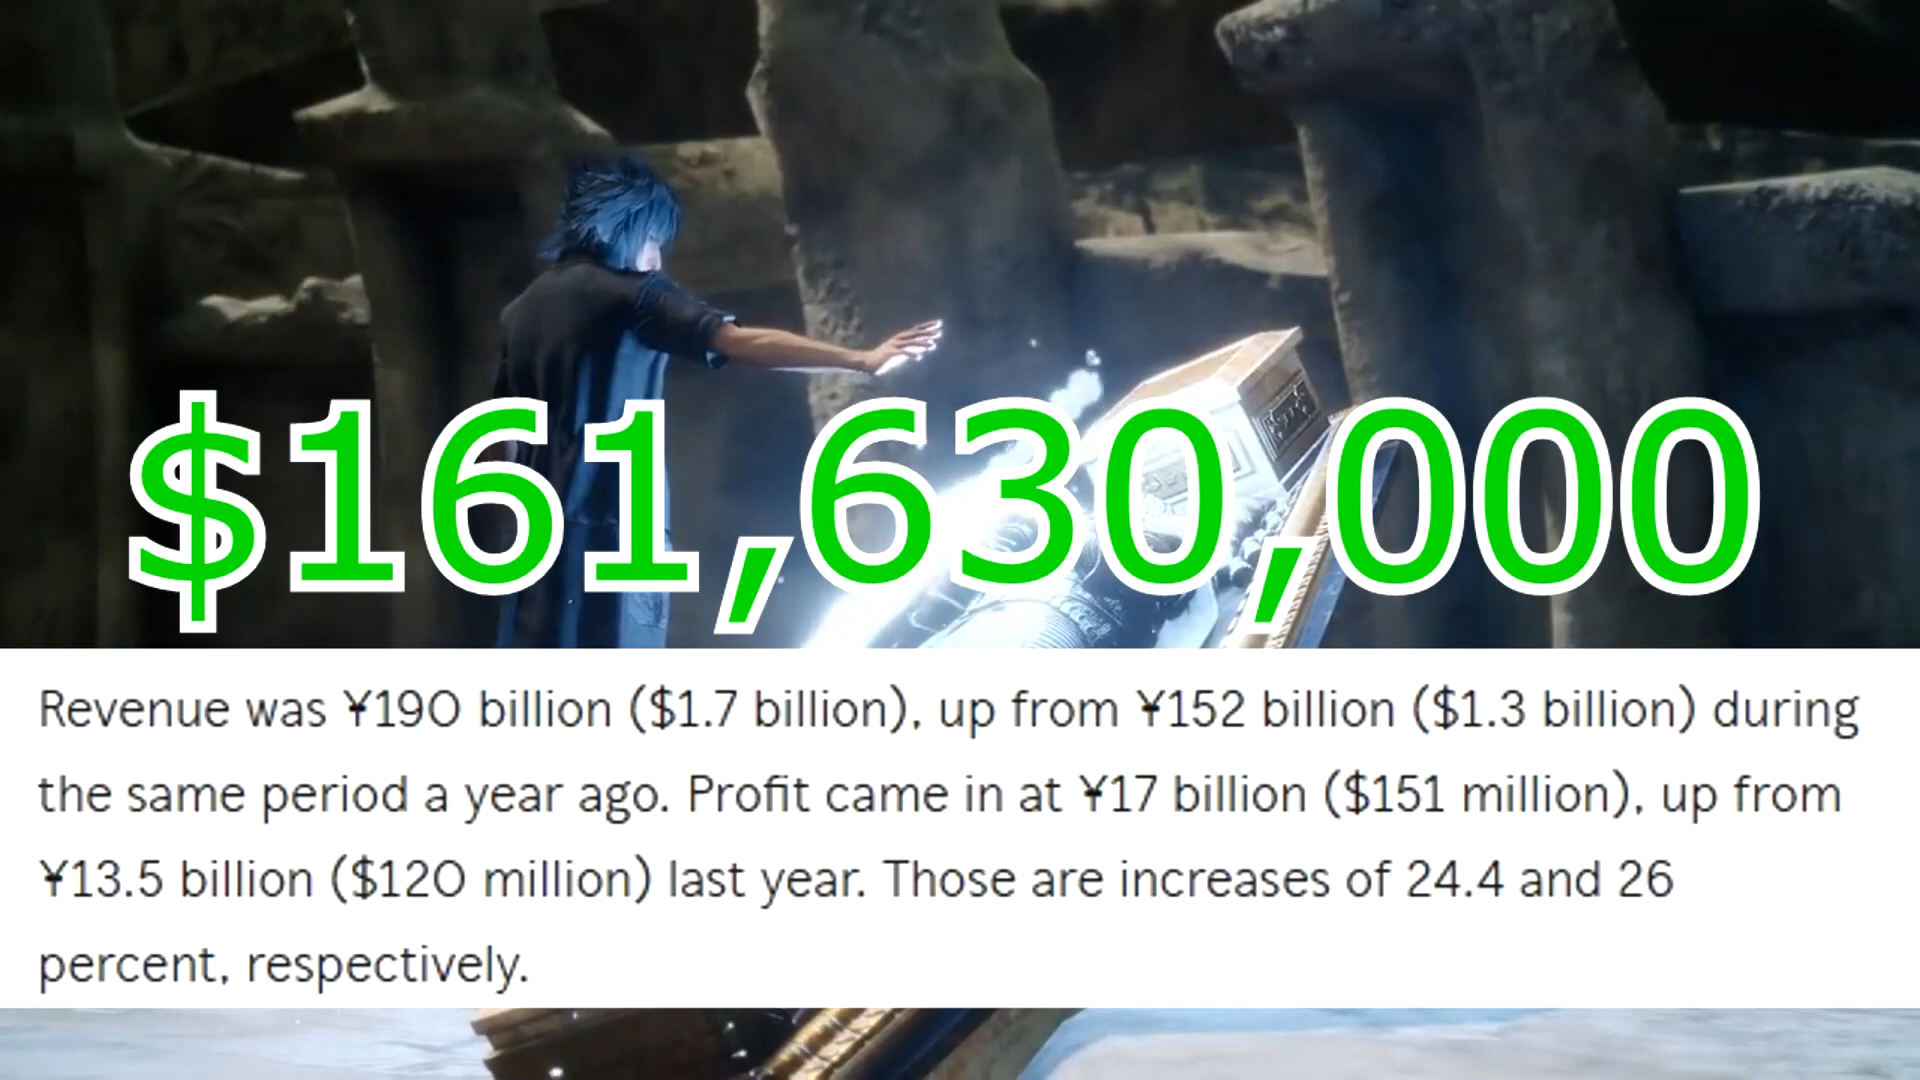 $161,630,000
Revenue was ¥190 billion ($1.7 billion), up from ¥152 billion ($1.3 billion) during
the same period a year ago. Profit came in at ¥17 billion ($151 million), up from
¥13.5 billion ($120 million) last year. Those are increases of 24.4 and 26
percent, respectively.